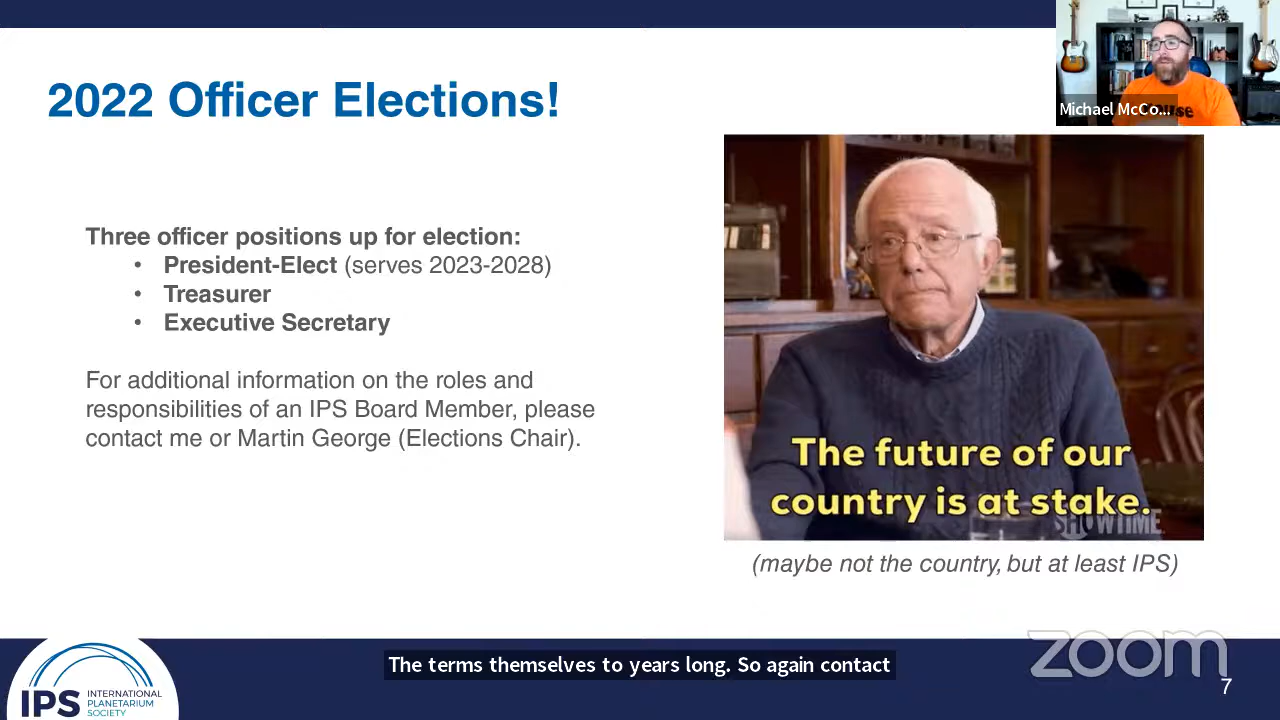 2022 Officer Elections!
Michael McCo...
Three officer positions up for election:
• President-Elect (serves 2023-2028)
• Treasurer
• Executive Secretary
For additional information on the roles and
responsibilities of an IPS Board Member, please
contact me or Martin George (Elections Chair).
The future of our
country is at stake.
SHOWTIME
(maybe not the country, but at least IPS)
IPS INTERNATIONAL
PLANETARIUM
SOCIETY
The terms themselves to years long. So again contact
zoom
7